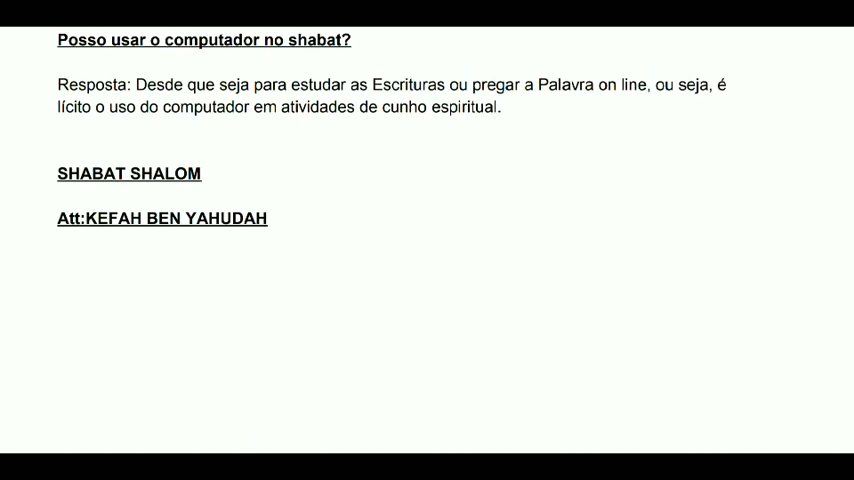 Posso usar o computador no shabat?
Resposta: Desde que seja para estudar as Escrituras ou pregar a Palavra on line, ou seja, é
lícito o uso do computador em atividades de cunho espiritual.
SHABAT SHALOM
Att:KEFAH BEN YAHUDAH